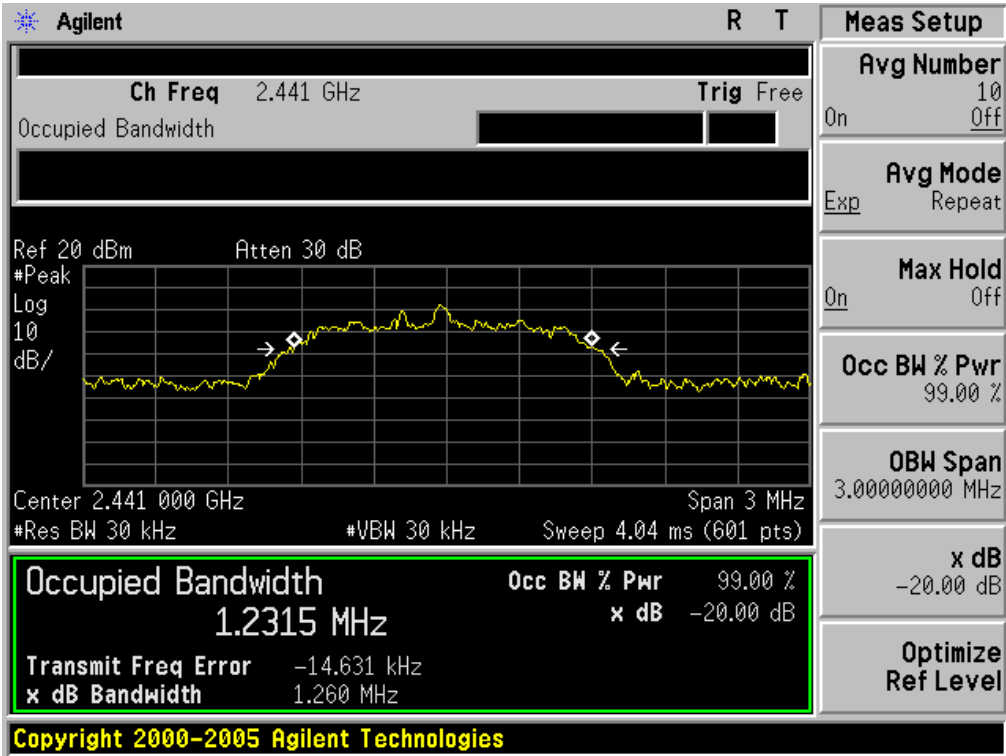 Agilent R T
Ch Freq 2.441 GHz Trig Free
Occupied Bandwidth
Ref 20 dBm Atten 30 dB
#Peak
Log
10
dB/
Center 2.441 000 GHz Span 3 MHz
#Res BW 30 kHz #VBW 30 kHz Sweep 4.04 ms (601 pts)
Occupied Bandwidth
1.2315 MHz
Occ BW % Pwr 99.00 %
x dB -20.00 dB
Transmit Freq Error -14.631 kHz
x dB Bandwidth 1.260 MHz
Copyright 2000-2005 Agilent Technologies
Meas Setup
Avg Number
10
On Off
Avg Mode
Exp Repeat
Max Hold
On Off
Occ BW % Pwr
99.00 %
OBW Span
3.00000000 MHz
x dB
-20.00 dB
Optimize
Ref Level